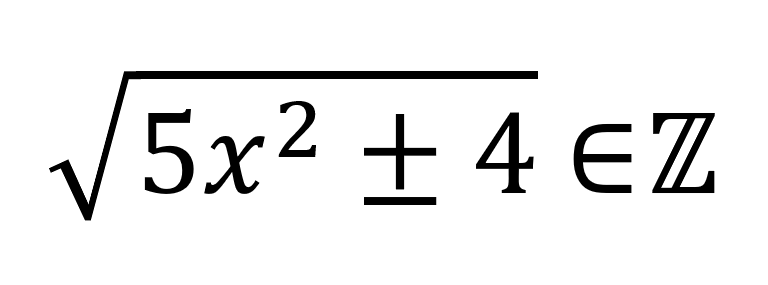 √5x² ± 4 ∈ ℤ